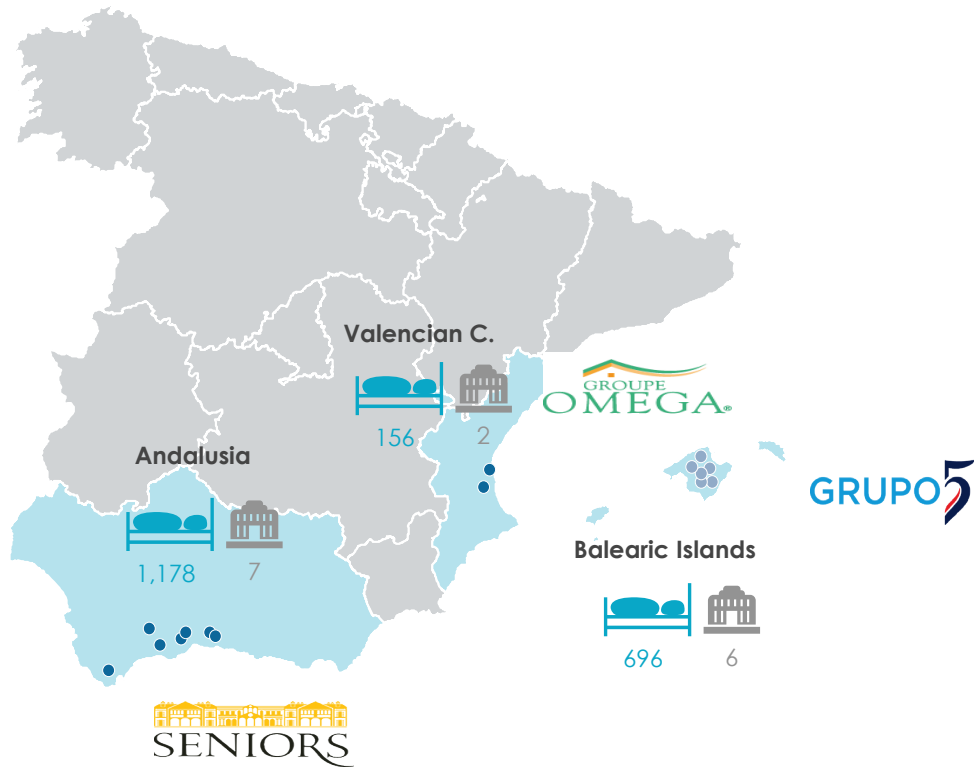 Valencian C.
156
2
GROUPE
OMEGA®
Andalusia
1,178
7
GRUPO5
Balearic Islands
696
6
SENIORS